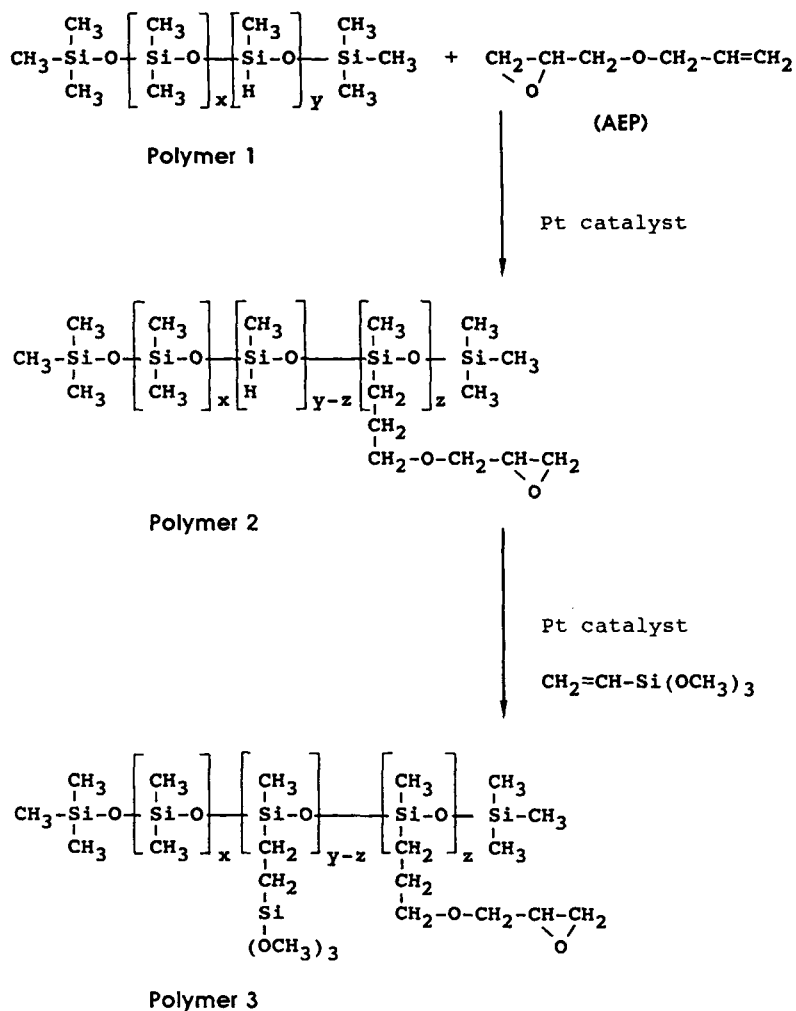 CH3 CH3 CH3 CH3
CH3-Si-O-[Si-O]x-[Si-O]y-Si-CH3 + CH2-CH-CH2-O-CH2-CH=CH2
CH3 CH3 H CH3 O
(AEP)
Polymer 1
Pt catalyst
CH3 CH3 CH3 CH3 CH3
CH3-Si-O-[Si-O]x-[Si-O]y-z-[Si-O]z-Si-CH3
CH3 CH3 H CH2 CH3
CH2
CH2-O-CH2-CH-CH2
O
Polymer 2
Pt catalyst
CH2=CH-Si(OCH3)3
CH3 CH3 CH3 CH3 CH3
CH3-Si-O-[Si-O]x-[Si-O]y-z-[Si-O]z-Si-CH3
CH3 CH3 CH2 CH2 CH3
CH2 CH2
Si CH2-O-CH2-CH-CH2
(OCH3)3 O
Polymer 3